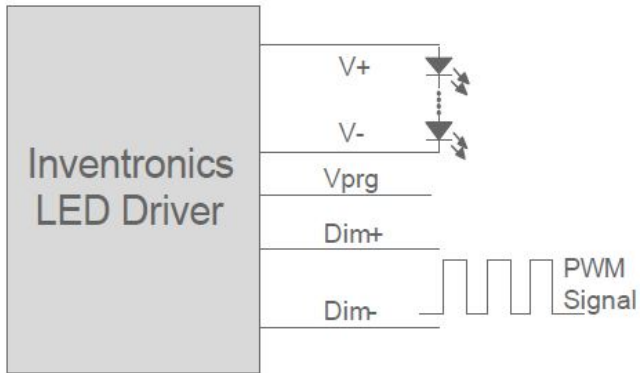 Inventronics
LED Driver
V+
V-
Vprg
Dim+
Dim-
PWM
Signal